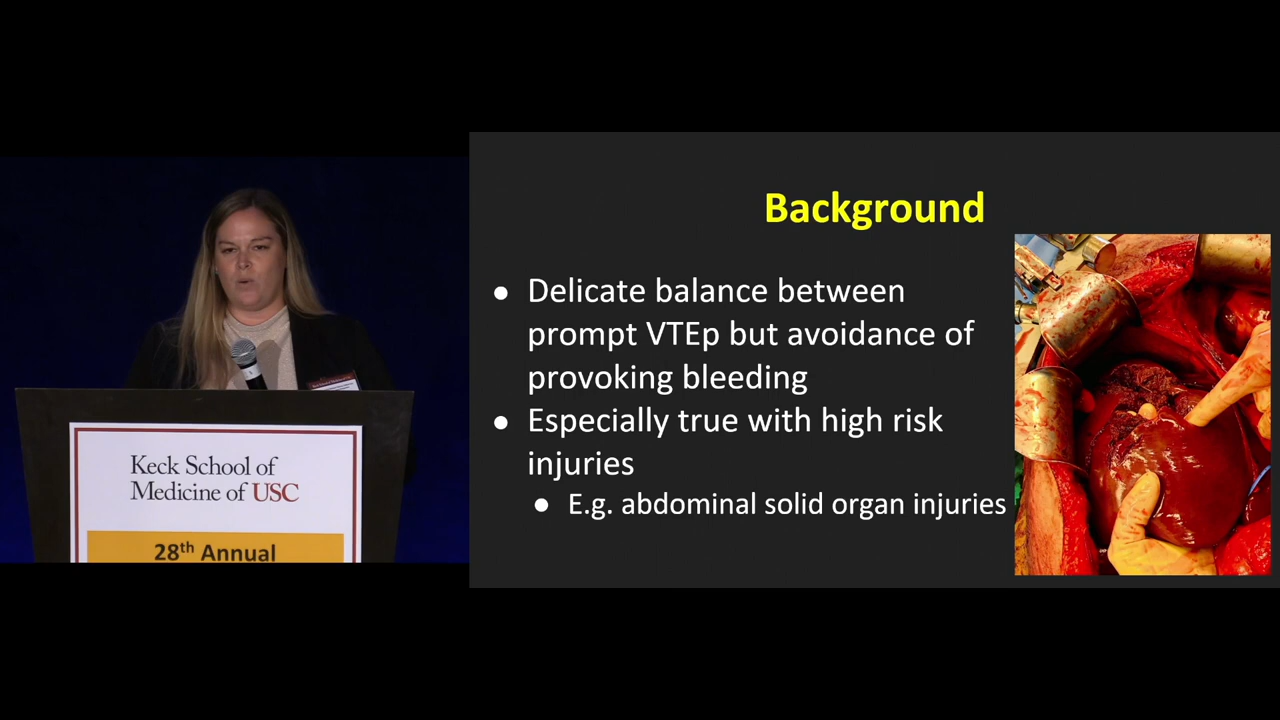 Background
● Delicate balance between
prompt VTEp but avoidance of
provoking bleeding
● Especially true with high risk
injuries
● E.g. abdominal solid organ injuries
Keck School of
Medicine of USC
28th Annual